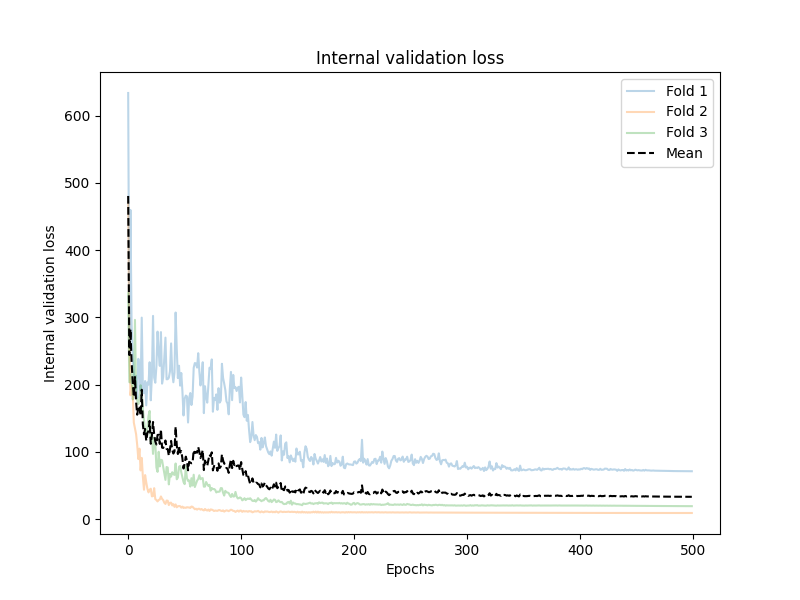 Internal validation loss
Fold 1
Fold 2
Fold 3
Mean
600
500
400
300
200
100
0
Internal validation loss
0 100 200 300 400 500
Epochs